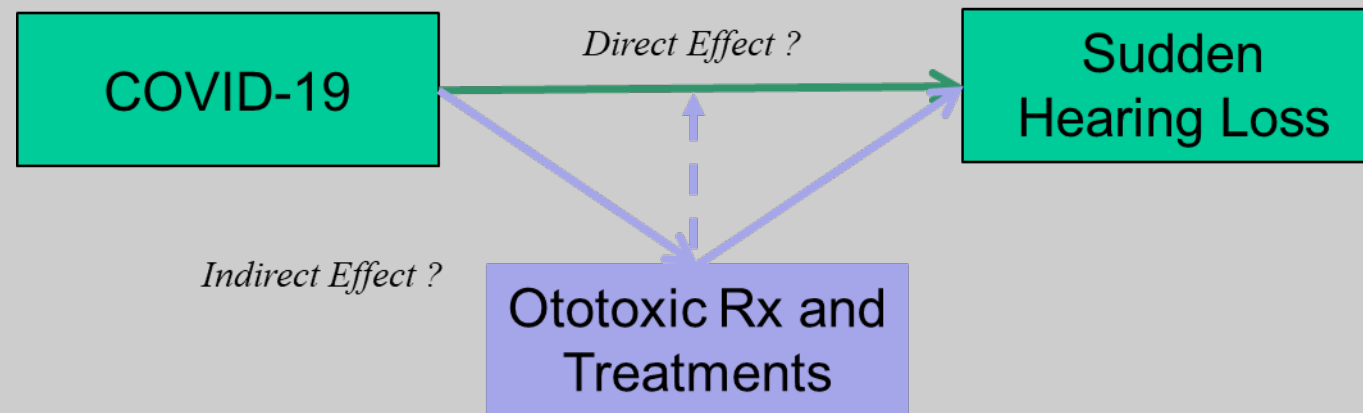 Direct Effect ?
COVID-19
Sudden
Hearing Loss
Indirect Effect ?
Ototoxic Rx and
Treatments